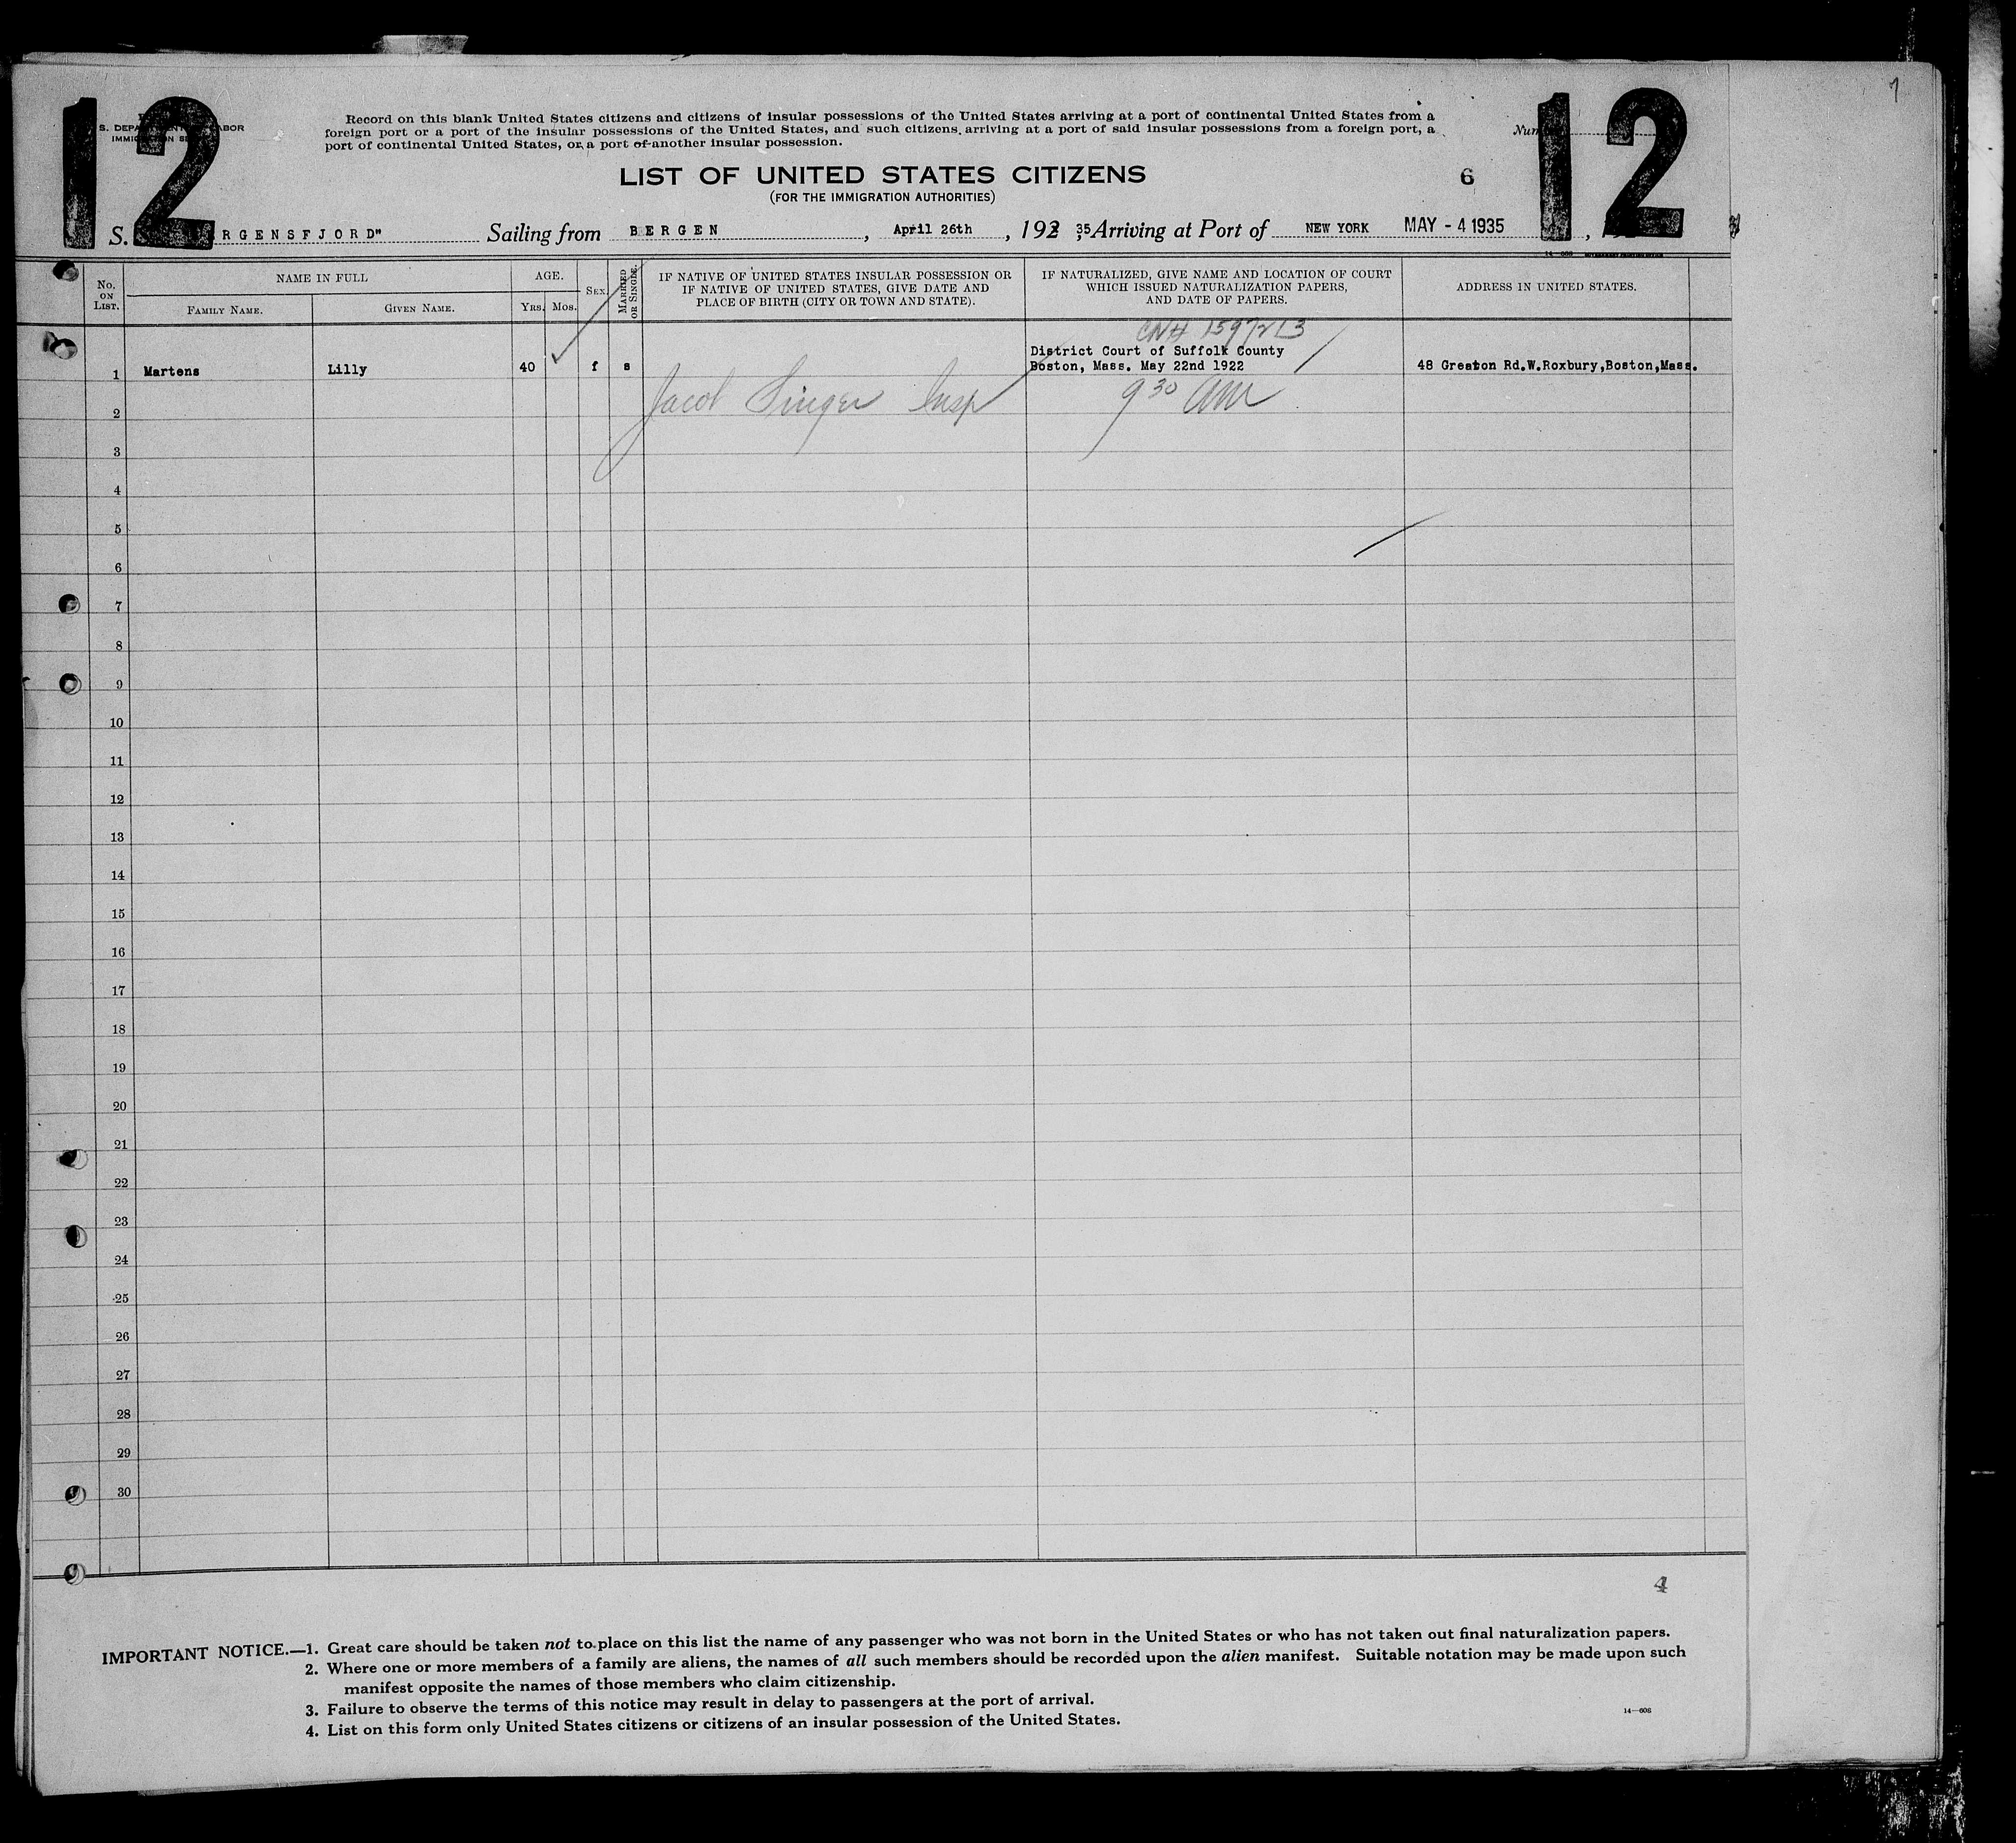 12
12
7
S. DEPARTMENT OF LABOR
Record on this blank United States citizens and citizens of insular possessions of the United States arriving at a port of continental United States from a
foreign port or a port of the insular possessions of the United States, and such citizens arriving at a port of said insular possessions from a foreign port, a
port of continental United States, or a port of another insular possession.
LIST OF UNITED STATES CITIZENS
6
(FOR THE IMMIGRATION AUTHORITIES)
S. RGENSFJORD" Sailing from BERGEN, April 26th, 192 35, Arriving at Port of NEW YORK MAY - 4 1935
No. ON LIST.
NAME IN FULL
FAMILY NAME.
GIVEN NAME.
AGE.
YRS.
MOS.
SEX.
MARRIED OR SINGLE.
IF NATIVE OF UNITED STATES INSULAR POSSESSION OR
IF NATIVE OF UNITED STATES, GIVE DATE AND
PLACE OF BIRTH (CITY OR TOWN AND STATE).
IF NATURALIZED, GIVE NAME AND LOCATION OF COURT
WHICH ISSUED NATURALIZATION PAPERS,
AND DATE OF PAPERS.
ADDRESS IN UNITED STATES.
District Court of Suffolk County
1 Martens Lilly 40 f s Boston, Mass. May 22nd 1922 48 Greaton Rd.W.Roxbury,Boston,Mass.
Jacob Singer Insp 9 30 AM
2
3
4
5
6
7
8
9
10
11
12
13
14
15
16
17
18
19
20
21
22
23
24
25
26
27
28
29
30
4
IMPORTANT NOTICE.—1. Great care should be taken not to place on this list the name of any passenger who was not born in the United States or who has not taken out final naturalization papers.
2. Where one or more members of a family are aliens, the names of all such members should be recorded upon the alien manifest. Suitable notation may be made upon such
manifest opposite the names of those members who claim citizenship.
3. Failure to observe the terms of this notice may result in delay to passengers at the port of arrival.
4. List on this form only United States citizens or citizens of an insular possession of the United States.
14—608